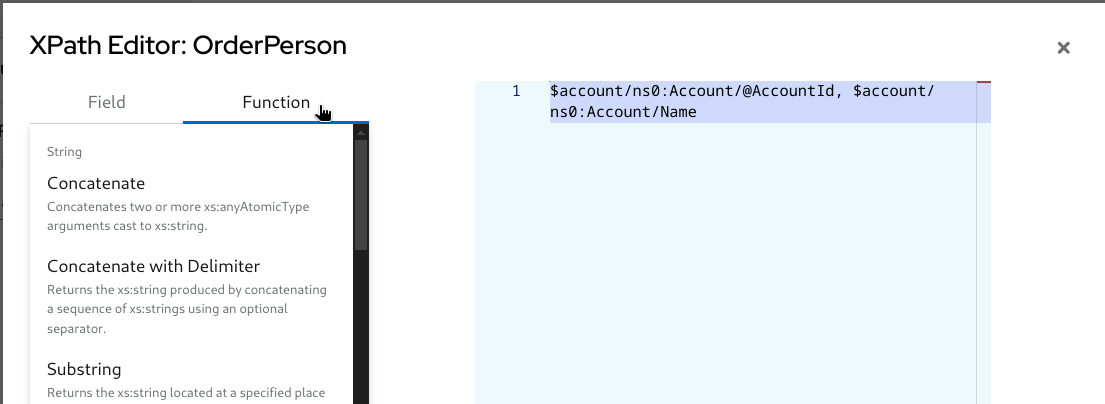 XPath Editor: OrderPerson
Field
Function
String
Concatenate
Concatenates two or more xs:anyAtomicType
arguments cast to xs:string.
Concatenate with Delimiter
Returns the xs:string produced by concatenating
a sequence of xs:strings using an optional
separator.
Substring
Returns the xs:string located at a specified place
1
$account/ns0:Account/@AccountId, $account/
ns0:Account/Name